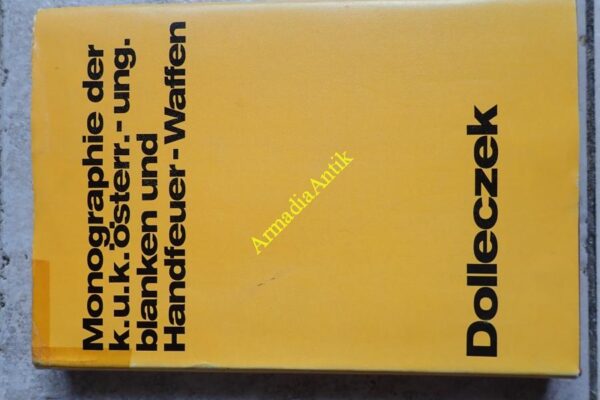 Monographie der
k.u.k.österr.-ung.
blanken und
Handfeuer-Waffen
Dolleczek
ArmadiaAntik